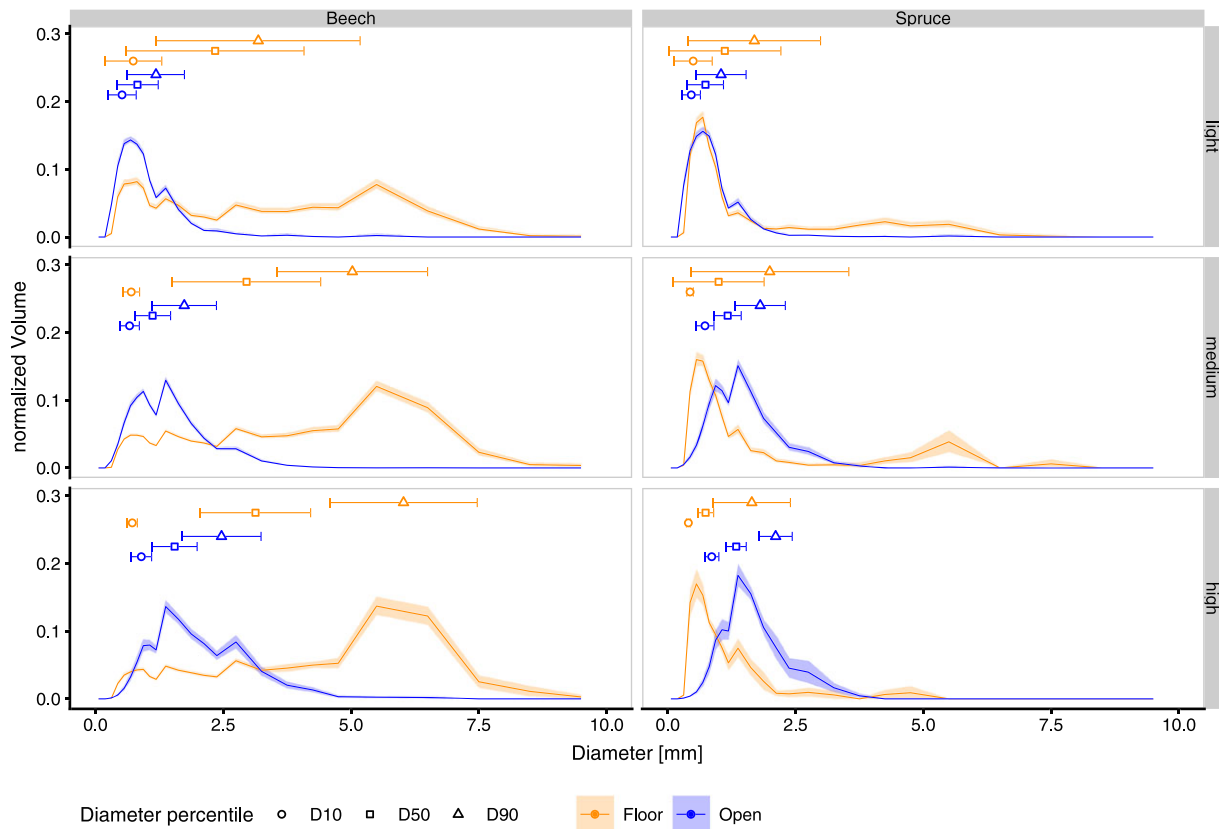 Beech Spruce
0.3
0.2
0.1
0.0
light
0.3
0.2
0.1
0.0
medium
0.3
0.2
0.1
0.0
high
normalized Volume
0.0 2.5 5.0 7.5 10.0 0.0 2.5 5.0 7.5 10.0
Diameter [mm]
Diameter percentile D10 D50 D90 Floor Open